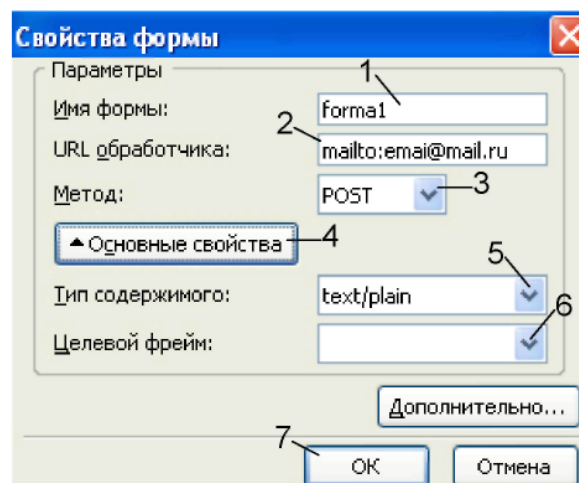 Свойства формы
Параметры
1
Имя формы: forma1
2
URL обработчика: mailto:emai@mail.ru
Метод: POST 3
Основные свойства 4
5
Тип содержимого: text/plain
6
Целевой фрейм:
Дополнительно...
7
ОК Отмена